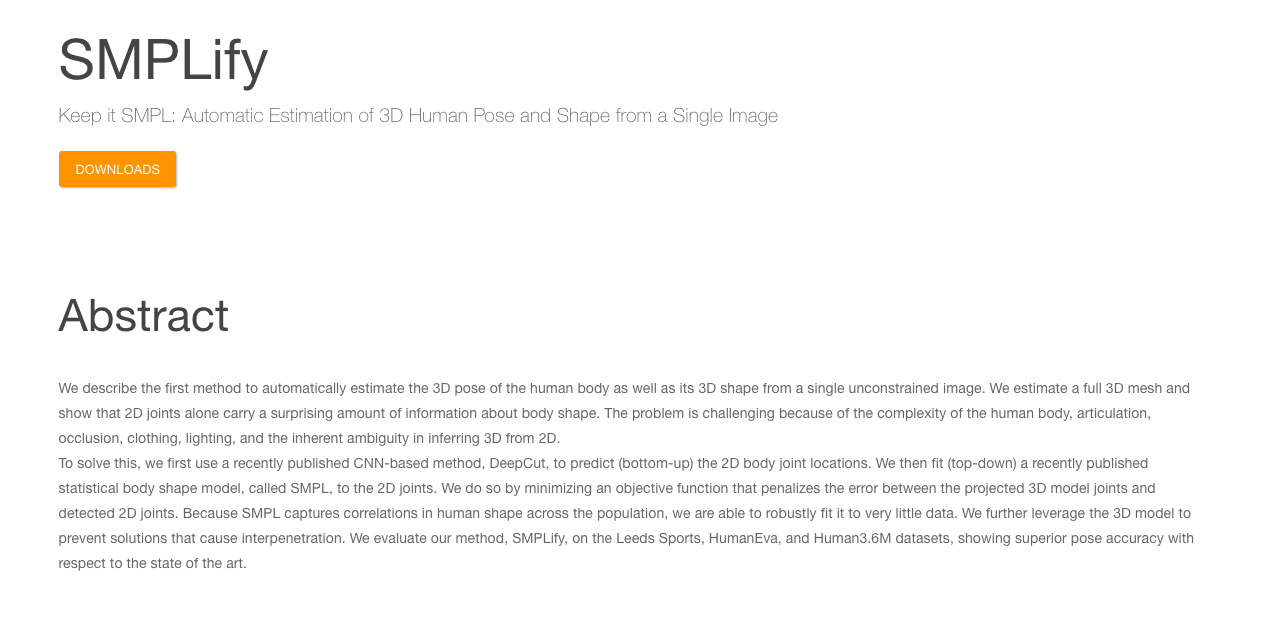 SMPLify
Keep it SMPL: Automatic Estimation of 3D Human Pose and Shape from a Single Image
DOWNLOADS
Abstract
We describe the first method to automatically estimate the 3D pose of the human body as well as its 3D shape from a single unconstrained image. We estimate a full 3D mesh and
show that 2D joints alone carry a surprising amount of information about body shape. The problem is challenging because of the complexity of the human body, articulation,
occlusion, clothing, lighting, and the inherent ambiguity in inferring 3D from 2D.
To solve this, we first use a recently published CNN-based method, DeepCut, to predict (bottom-up) the 2D body joint locations. We then fit (top-down) a recently published
statistical body shape model, called SMPL, to the 2D joints. We do so by minimizing an objective function that penalizes the error between the projected 3D model joints and
detected 2D joints. Because SMPL captures correlations in human shape across the population, we are able to robustly fit it to very little data. We further leverage the 3D model to
prevent solutions that cause interpenetration. We evaluate our method, SMPLify, on the Leeds Sports, HumanEva, and Human3.6M datasets, showing superior pose accuracy with
respect to the state of the art.